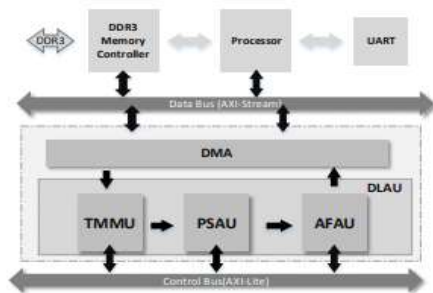 DDR3
DDR3
Memory
Controller
Processor
UART
Data Bus (AXI-Stream)
DMA
DLAU
TMMU
PSAU
AFAU
Control Bus(AXI-Lite)